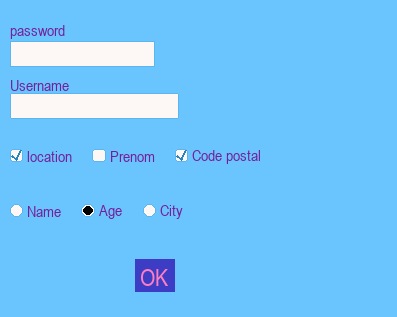 password
Username
location Prenom Code postal
Name Age City
OK